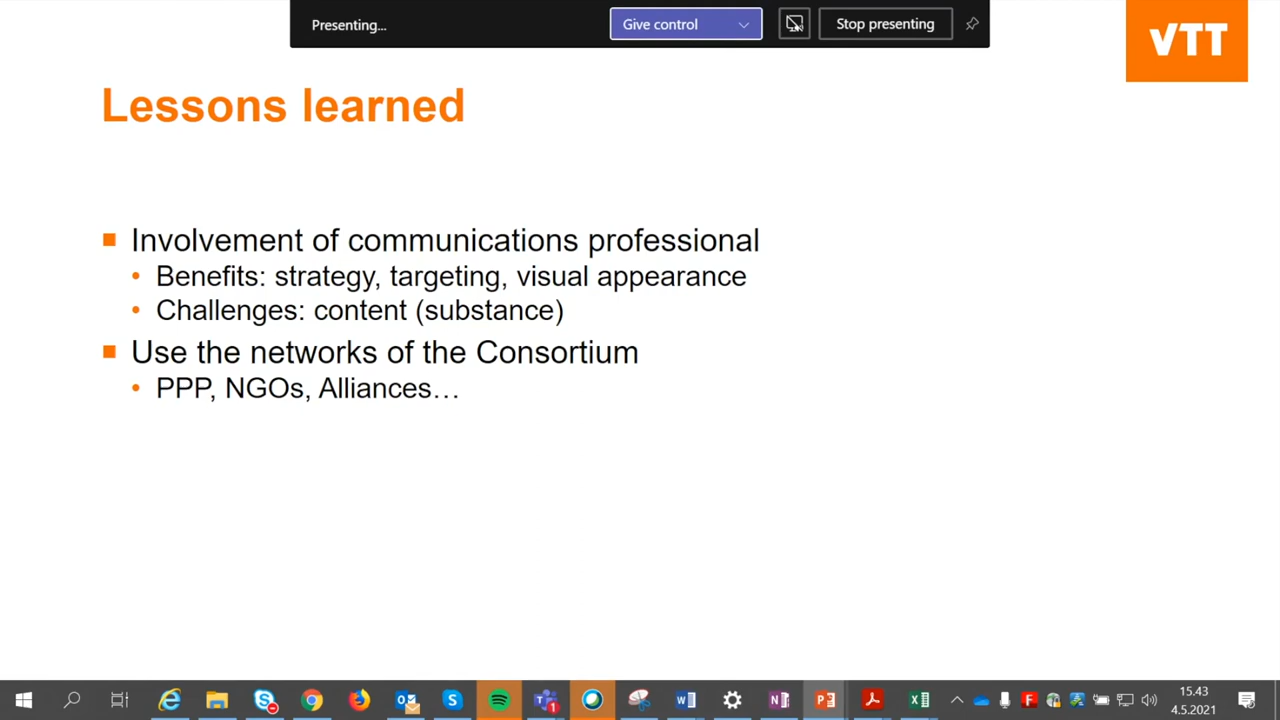 Presenting...
Give control
Stop presenting
VTT
Lessons learned
Involvement of communications professional
Benefits: strategy, targeting, visual appearance
Challenges: content (substance)
Use the networks of the Consortium
PPP, NGOs, Alliances…
15.43
4.5.2021